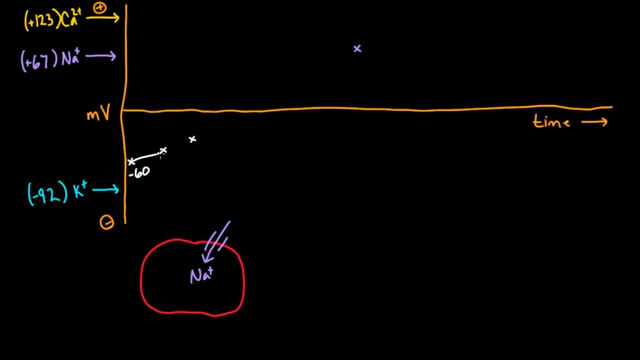 (+123) Ca²⁺ → ⊕
(+67) Na⁺ →
mV
time →
-60
(-92) K⁺ →
⊖
Na⁺